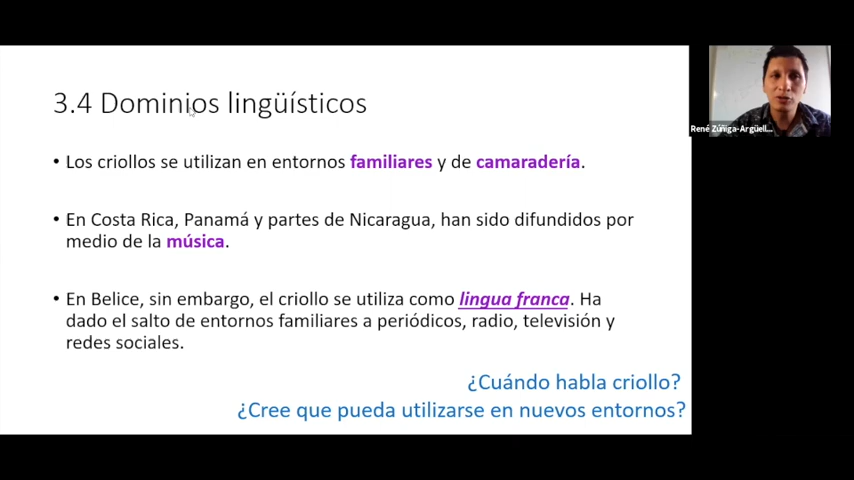 3.4 Dominios lingüísticos
• Los criollos se utilizan en entornos familiares y de camaradería.
• En Costa Rica, Panamá y partes de Nicaragua, han sido difundidos por
medio de la música.
• En Belice, sin embargo, el criollo se utiliza como lingua franca. Ha
dado el salto de entornos familiares a periódicos, radio, televisión y
redes sociales.
¿Cuándo habla criollo?
¿Cree que pueda utilizarse en nuevos entornos?
René Zúñiga-Argüell...